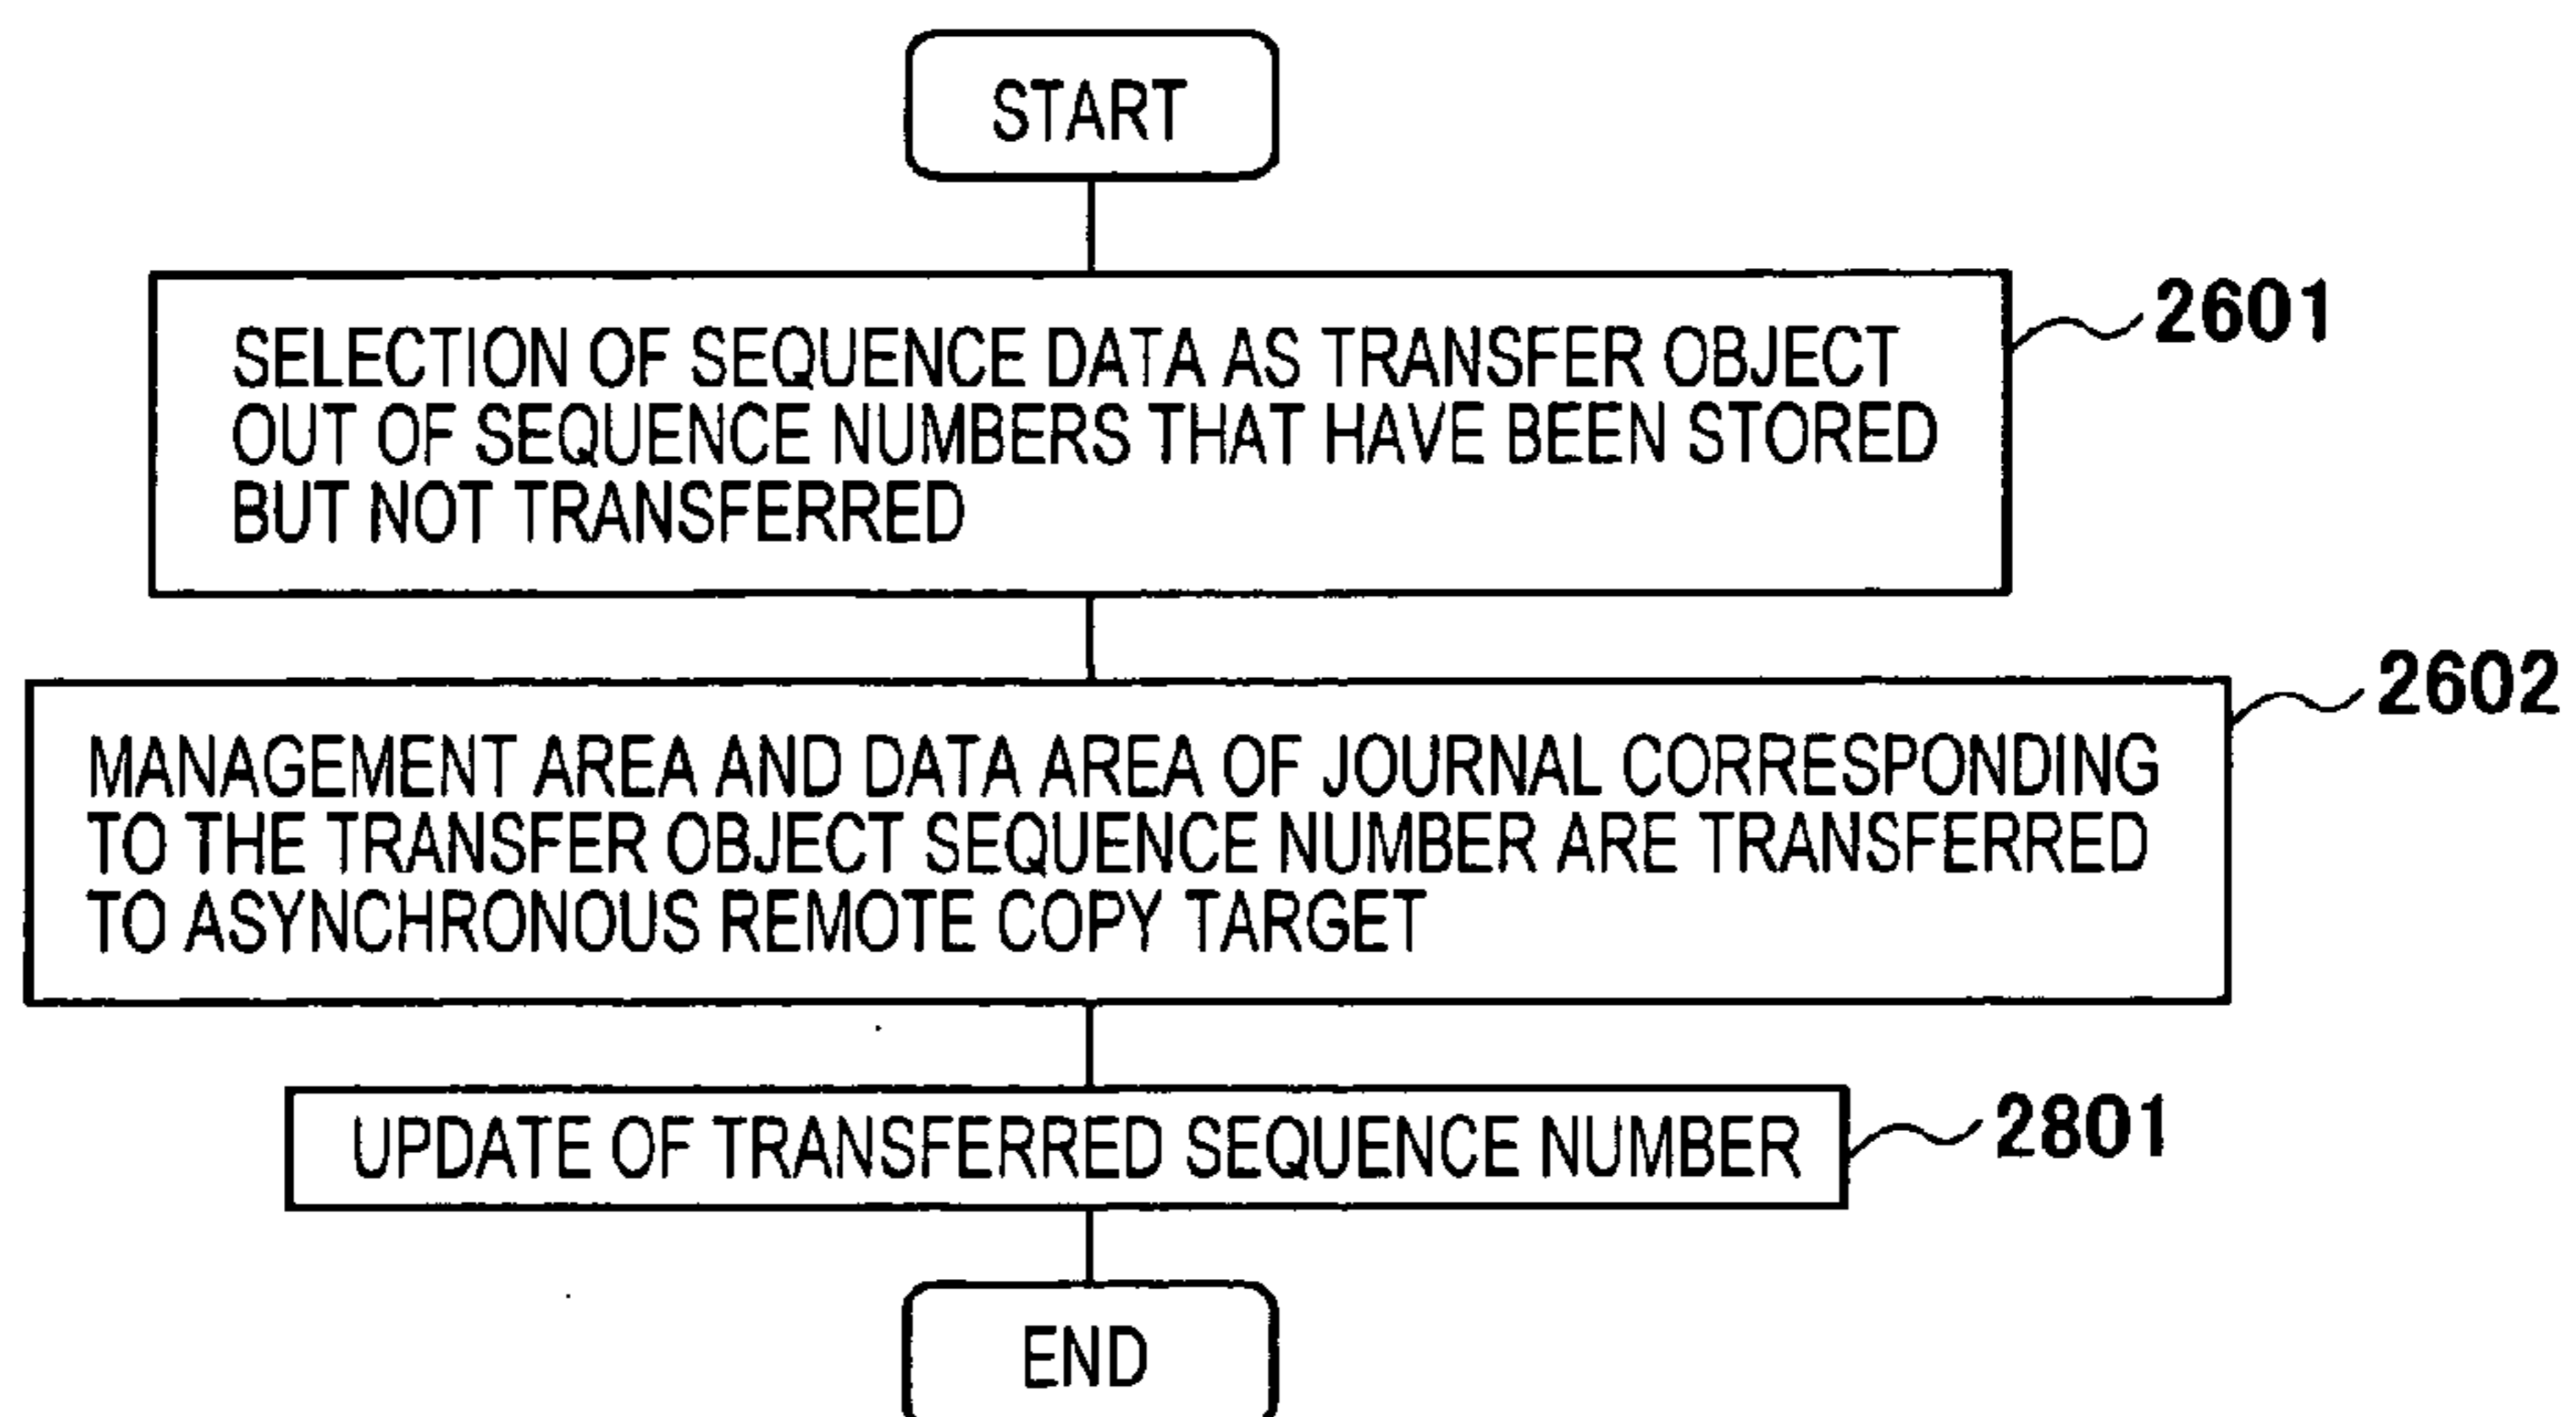 START
SELECTION OF SEQUENCE DATA AS TRANSFER OBJECT
OUT OF SEQUENCE NUMBERS THAT HAVE BEEN STORED
BUT NOT TRANSFERRED
2601
MANAGEMENT AREA AND DATA AREA OF JOURNAL CORRESPONDING
TO THE TRANSFER OBJECT SEQUENCE NUMBER ARE TRANSFERRED
TO ASYNCHRONOUS REMOTE COPY TARGET
2602
UPDATE OF TRANSFERRED SEQUENCE NUMBER
2801
END